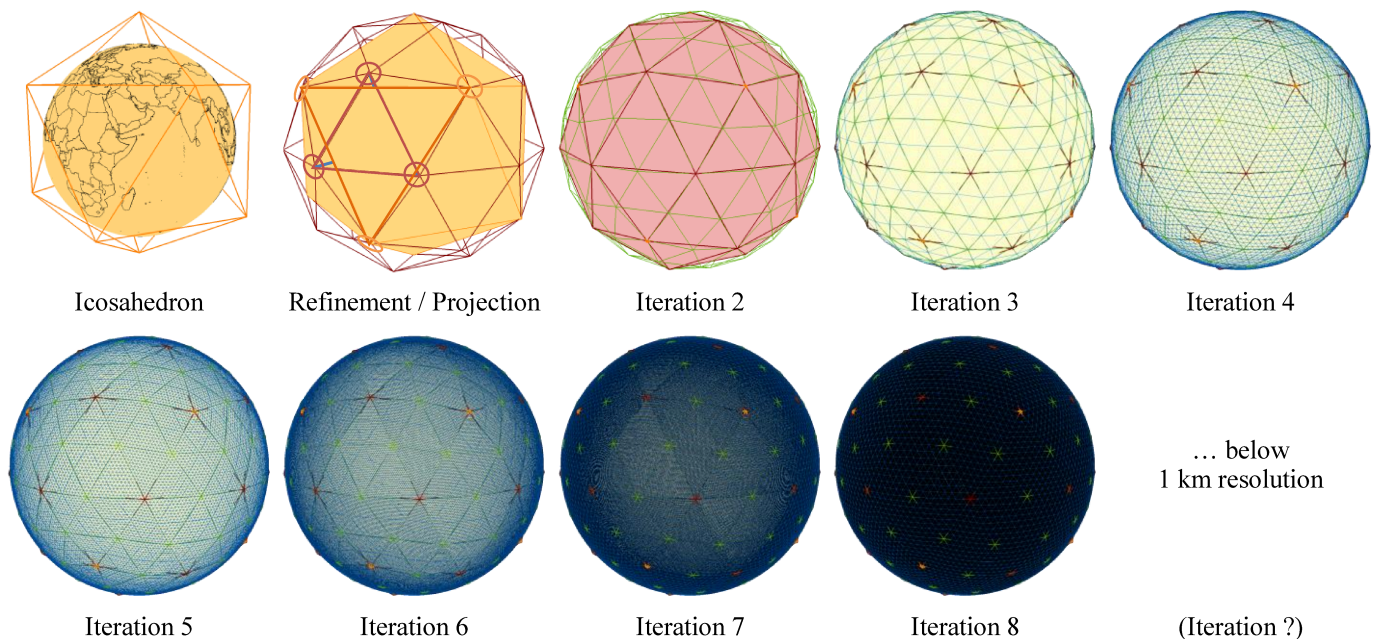 Icosahedron
Refinement / Projection
Iteration 2
Iteration 3
Iteration 4
… below
1 km resolution
Iteration 5
Iteration 6
Iteration 7
Iteration 8
(Iteration ?)